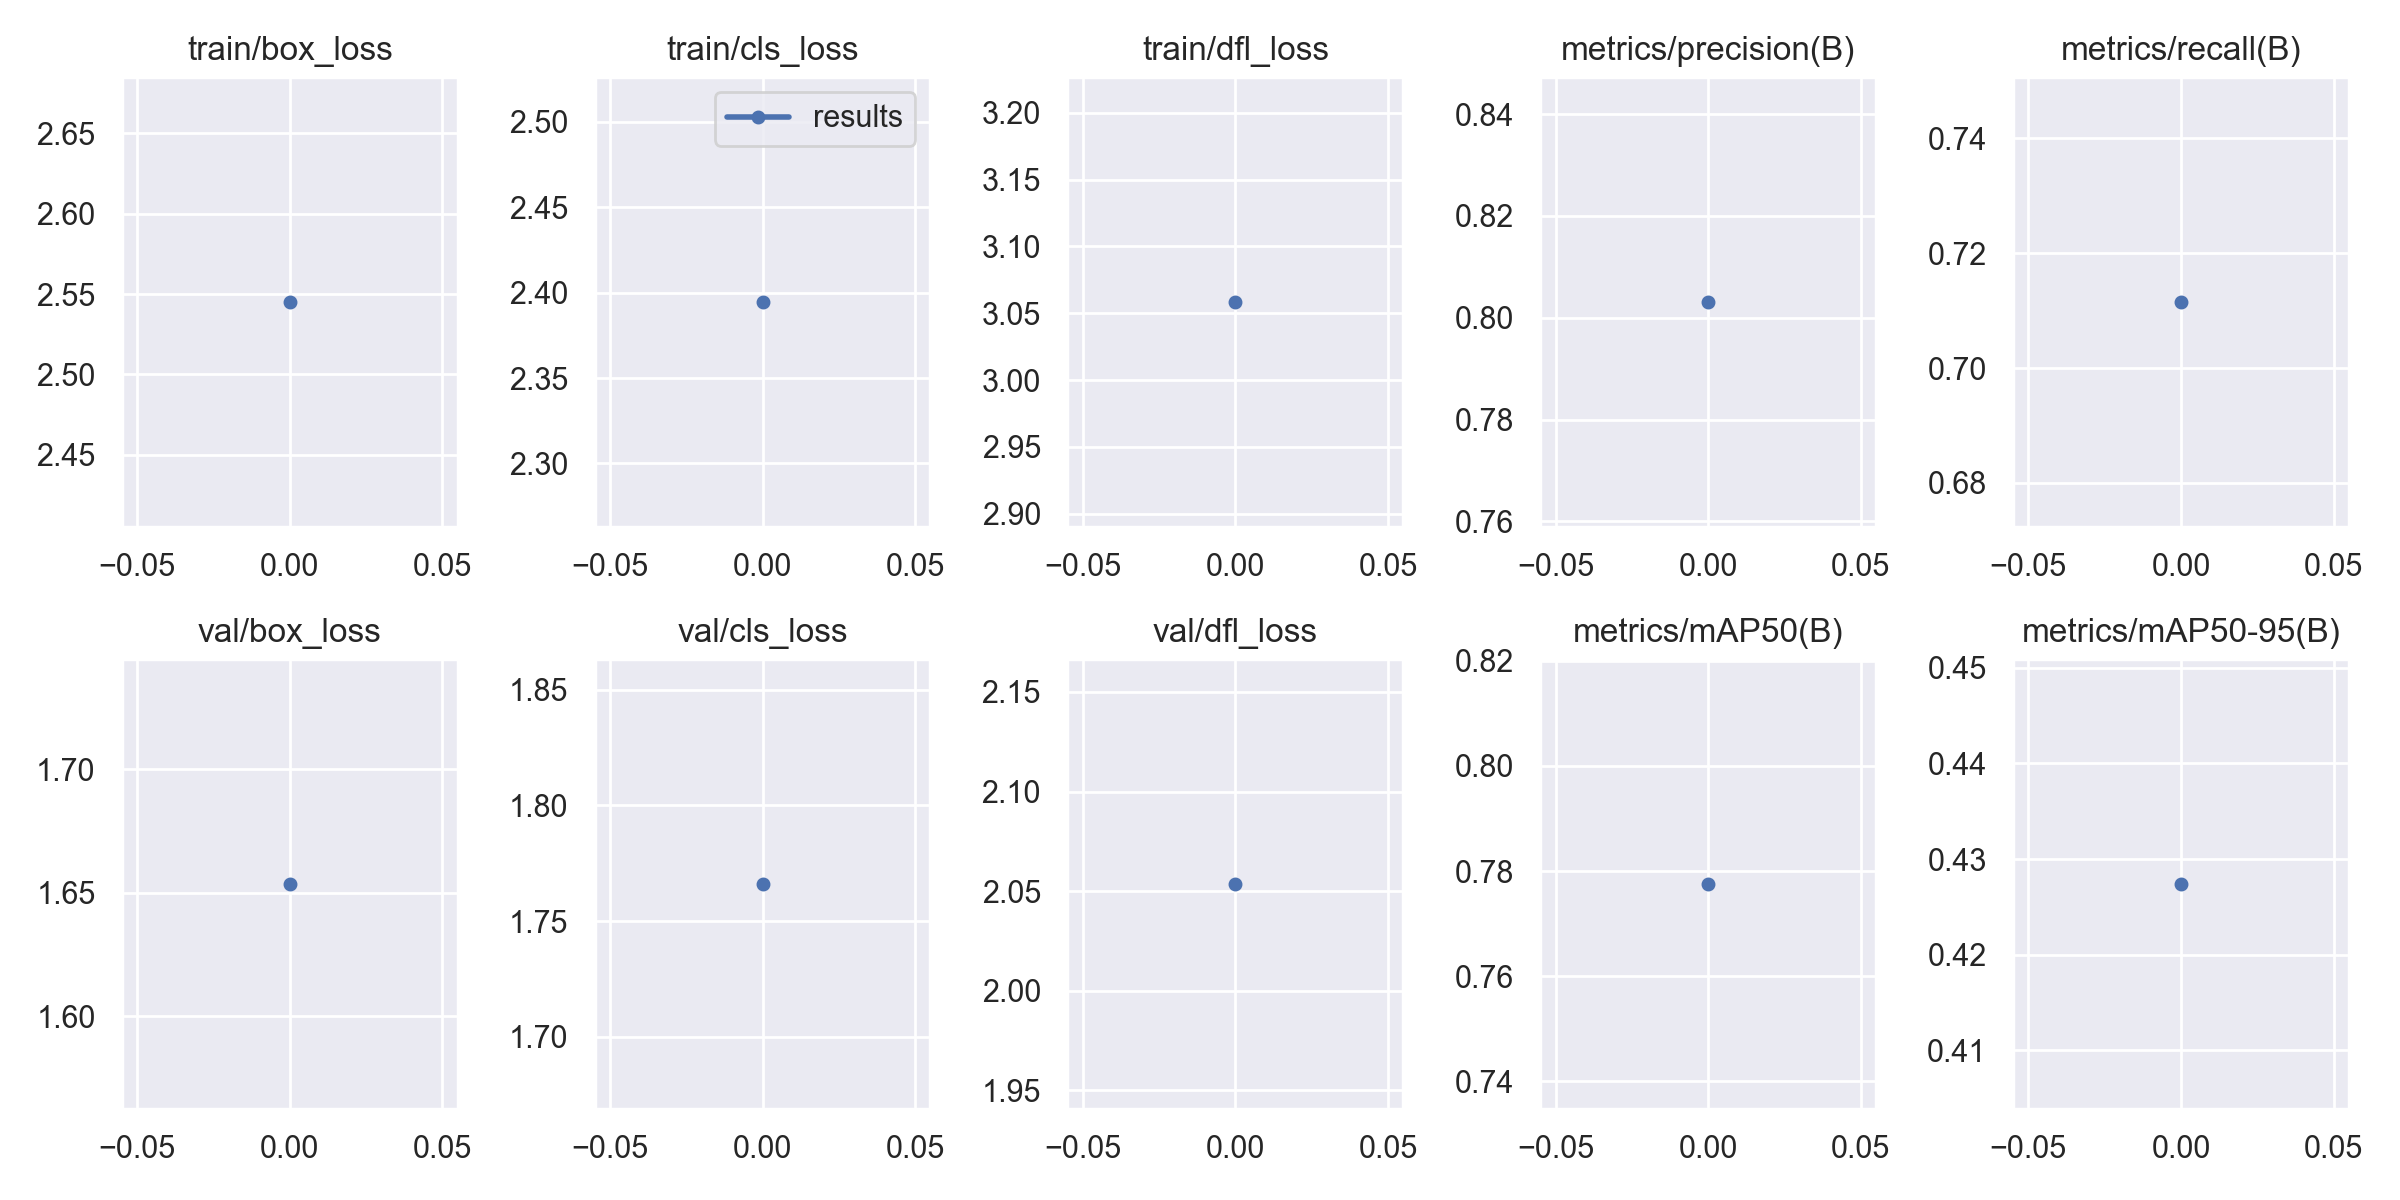 train/box_loss
train/cls_loss
train/dfl_loss
metrics/precision(B)
metrics/recall(B)
2.65
2.60
2.55
2.50
2.45
−0.05 0.00 0.05
2.50
2.45
2.40
2.35
2.30
results
−0.05 0.00 0.05
3.20
3.15
3.10
3.05
3.00
2.95
2.90
−0.05 0.00 0.05
0.84
0.82
0.80
0.78
0.76
−0.05 0.00 0.05
0.74
0.72
0.70
0.68
−0.05 0.00 0.05
val/box_loss
val/cls_loss
val/dfl_loss
metrics/mAP50(B)
metrics/mAP50-95(B)
1.70
1.65
1.60
−0.05 0.00 0.05
1.85
1.80
1.75
1.70
−0.05 0.00 0.05
2.15
2.10
2.05
2.00
1.95
−0.05 0.00 0.05
0.82
0.80
0.78
0.76
0.74
−0.05 0.00 0.05
0.45
0.44
0.43
0.42
0.41
−0.05 0.00 0.05